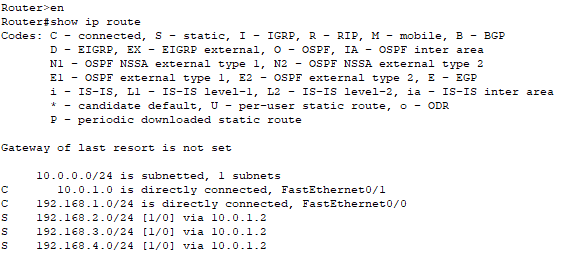 Router>en
Router#show ip route
Codes: C - connected, S - static, I - IGRP, R - RIP, M - mobile, B - BGP
       D - EIGRP, EX - EIGRP external, O - OSPF, IA - OSPF inter area
       N1 - OSPF NSSA external type 1, N2 - OSPF NSSA external type 2
       E1 - OSPF external type 1, E2 - OSPF external type 2, E - EGP
       i - IS-IS, L1 - IS-IS level-1, L2 - IS-IS level-2, ia - IS-IS inter area
       * - candidate default, U - per-user static route, o - ODR
       P - periodic downloaded static route

Gateway of last resort is not set

     10.0.0.0/24 is subnetted, 1 subnets
C       10.0.1.0 is directly connected, FastEthernet0/1
C    192.168.1.0/24 is directly connected, FastEthernet0/0
S    192.168.2.0/24 [1/0] via 10.0.1.2
S    192.168.3.0/24 [1/0] via 10.0.1.2
S    192.168.4.0/24 [1/0] via 10.0.1.2